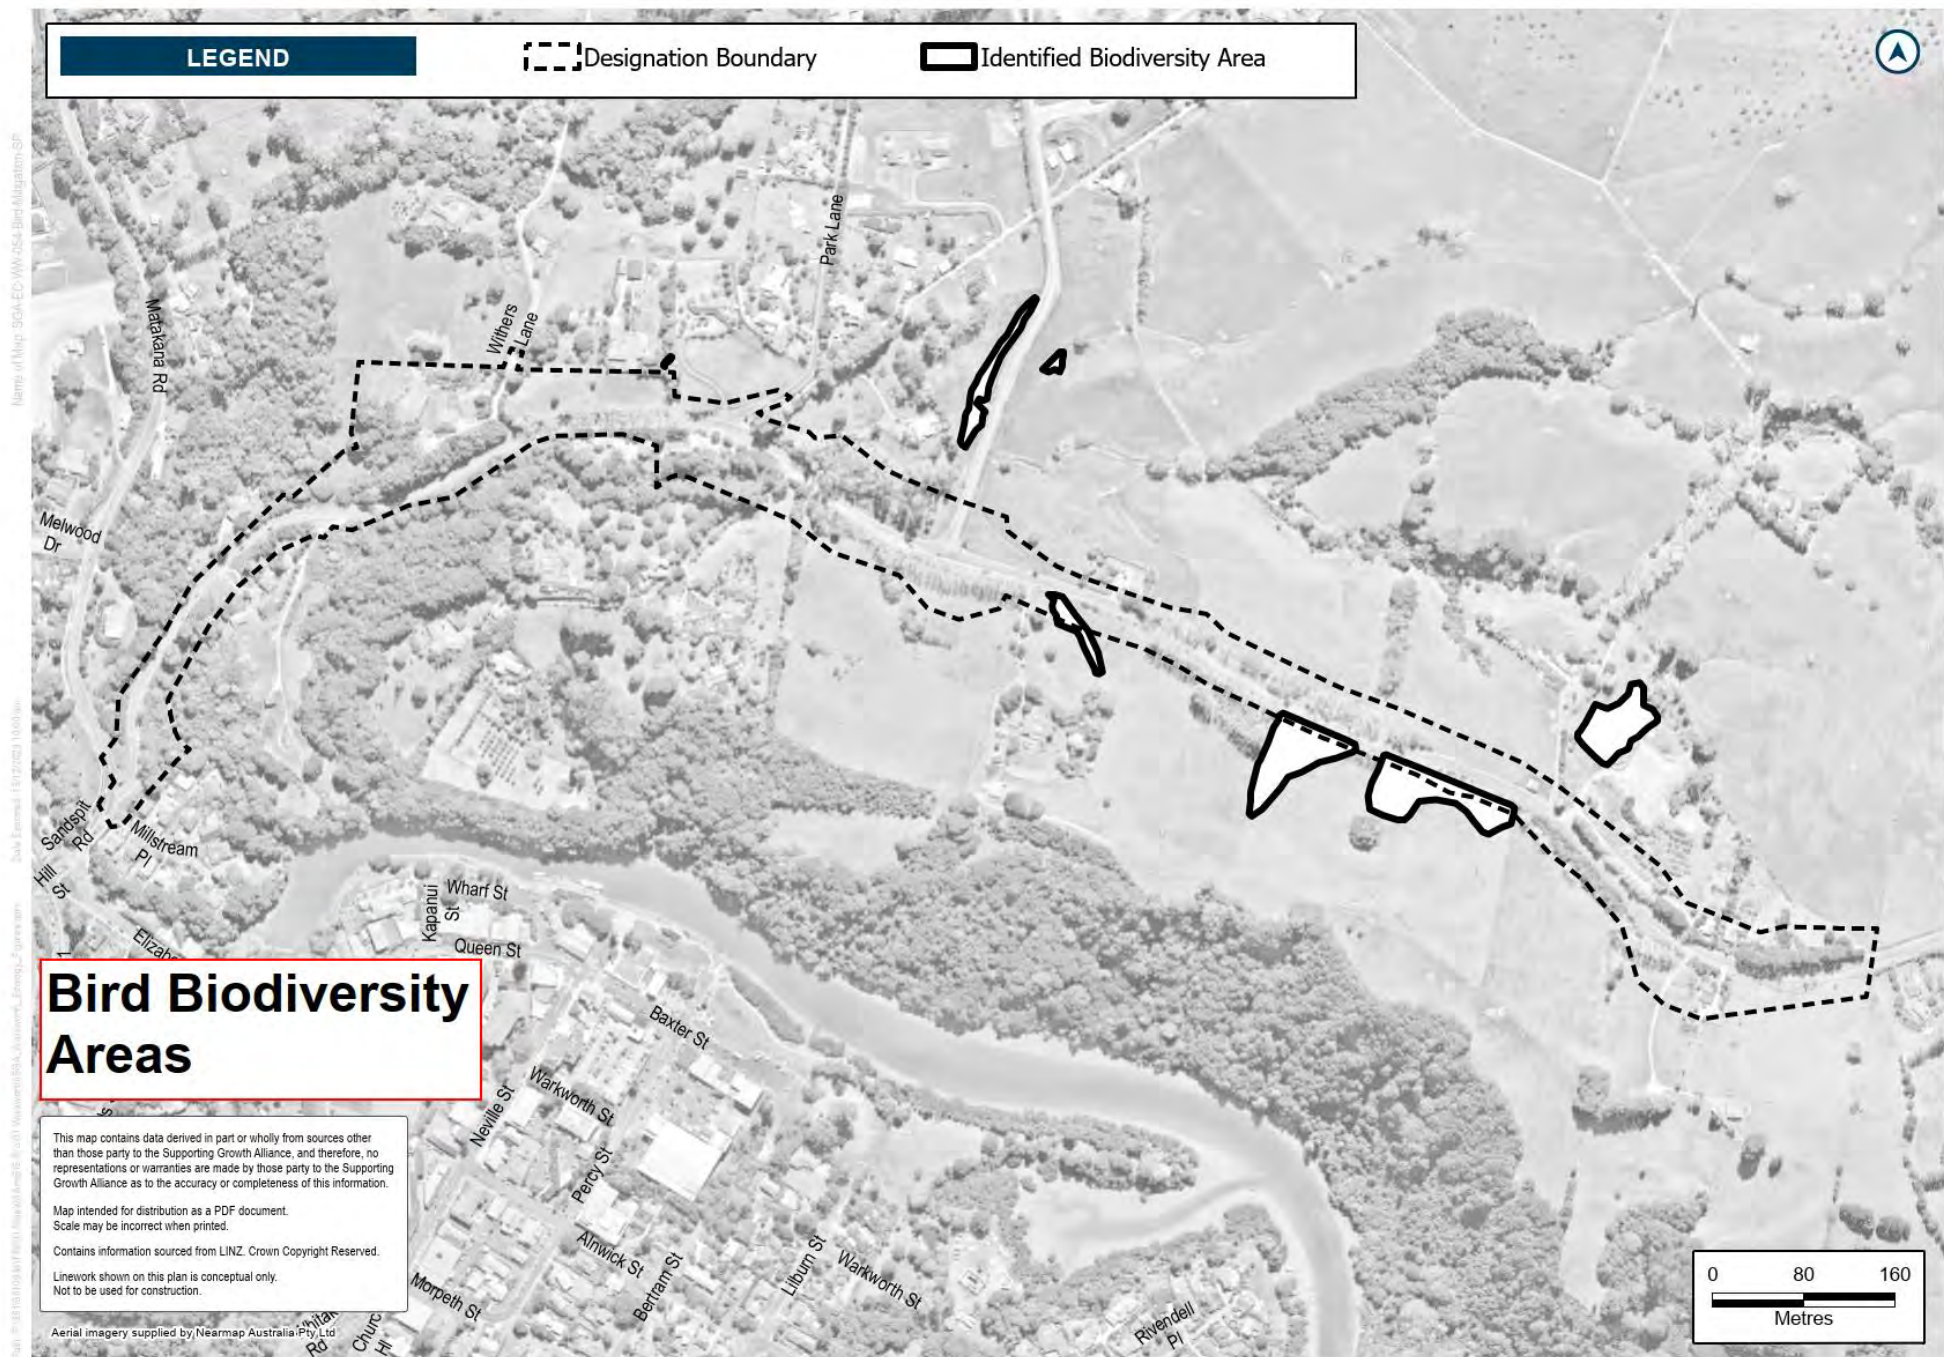 LEGEND
Designation Boundary
Identified Biodiversity Area
Matakana Rd
Withers
Lane
Park Lane
Melwood
Dr
Sandspit
Rd
Millstream
Pl
Hill
St
Elizabe
1
Kapanui
St
Wharf St
Queen St
Bird Biodiversity
Areas
Baxter St
Neville St
Warkworth St
Percy St
Alnwick St
Bertram St
Lilburn St
Warkworth St
Morpeth St
Rivendell
Pl
Rd
Church
Hl
This map contains data derived in part or wholly from sources other
than those party to the Supporting Growth Alliance, and therefore, no
representations or warranties are made by those party to the Supporting
Growth Alliance as to the accuracy or completeness of this information.
Map intended for distribution as a PDF document.
Scale may be incorrect when printed.
Contains information sourced from LINZ. Crown Copyright Reserved.
Linework shown on this plan is conceptual only.
Not to be used for construction.
Aerial imagery supplied by Nearmap Australia Pty Ltd
0 80 160
Metres